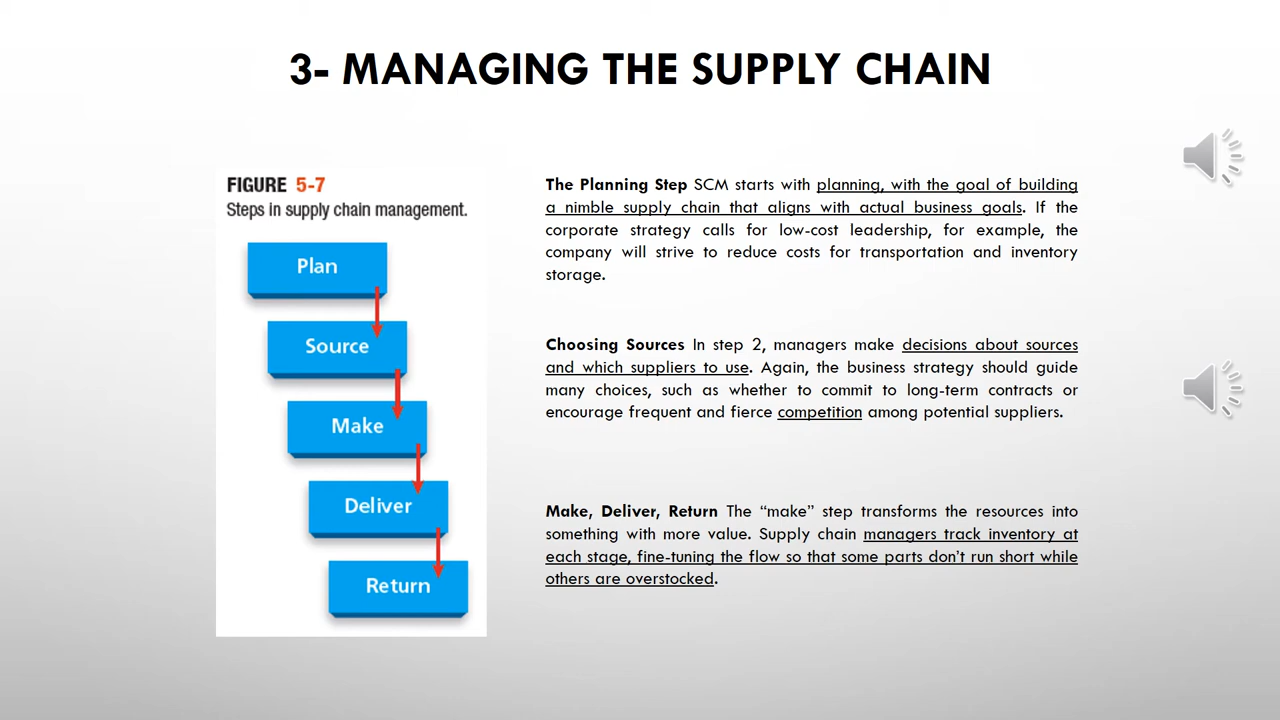 3- MANAGING THE SUPPLY CHAIN
FIGURE 5-7
Steps in supply chain management.
Plan
Source
Make
Deliver
Return
The Planning Step SCM starts with planning, with the goal of building
a nimble supply chain that aligns with actual business goals. If the
corporate strategy calls for low-cost leadership, for example, the
company will strive to reduce costs for transportation and inventory
storage.
Choosing Sources In step 2, managers make decisions about sources
and which suppliers to use. Again, the business strategy should guide
many choices, such as whether to commit to long-term contracts or
encourage frequent and fierce competition among potential suppliers.
Make, Deliver, Return The “make” step transforms the resources into
something with more value. Supply chain managers track inventory at
each stage, fine-tuning the flow so that some parts don’t run short while
others are overstocked.